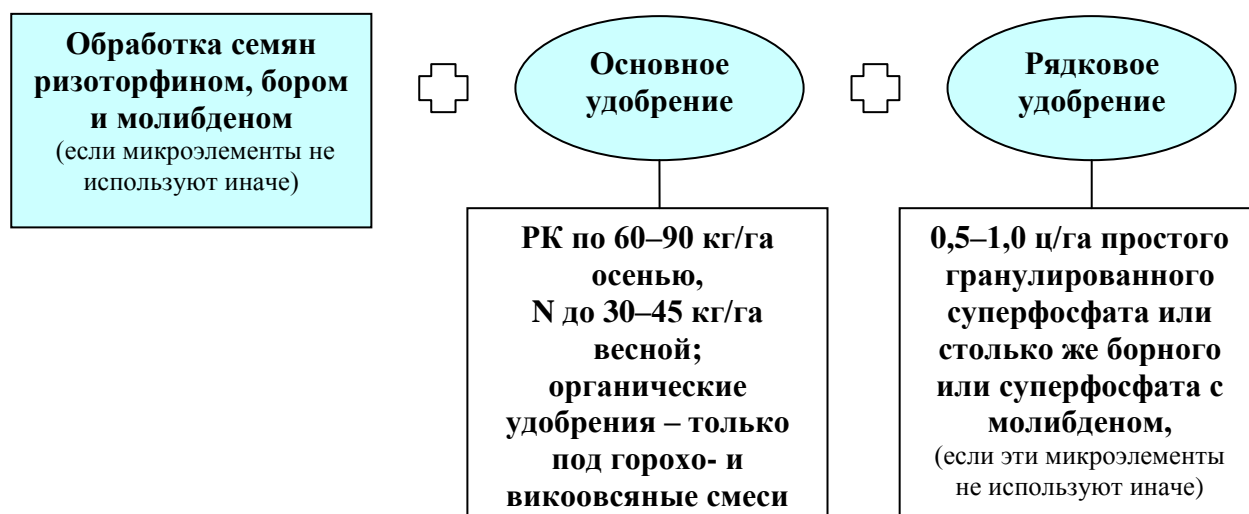 Обработка семян
ризоторфином, бором
и молибденом
(если микроэлементы не
используют иначе)
Основное
удобрение
Рядковое
удобрение
РК по 60–90 кг/га
осенью,
N до 30–45 кг/га
весной;
органические
удобрения – только
под горохо- и
викоовсяные смеси
0,5–1,0 ц/га простого
гранулированного
суперфосфата или
столько же борного
или суперфосфата с
молибденом,
(если эти микроэлементы
не используют иначе)